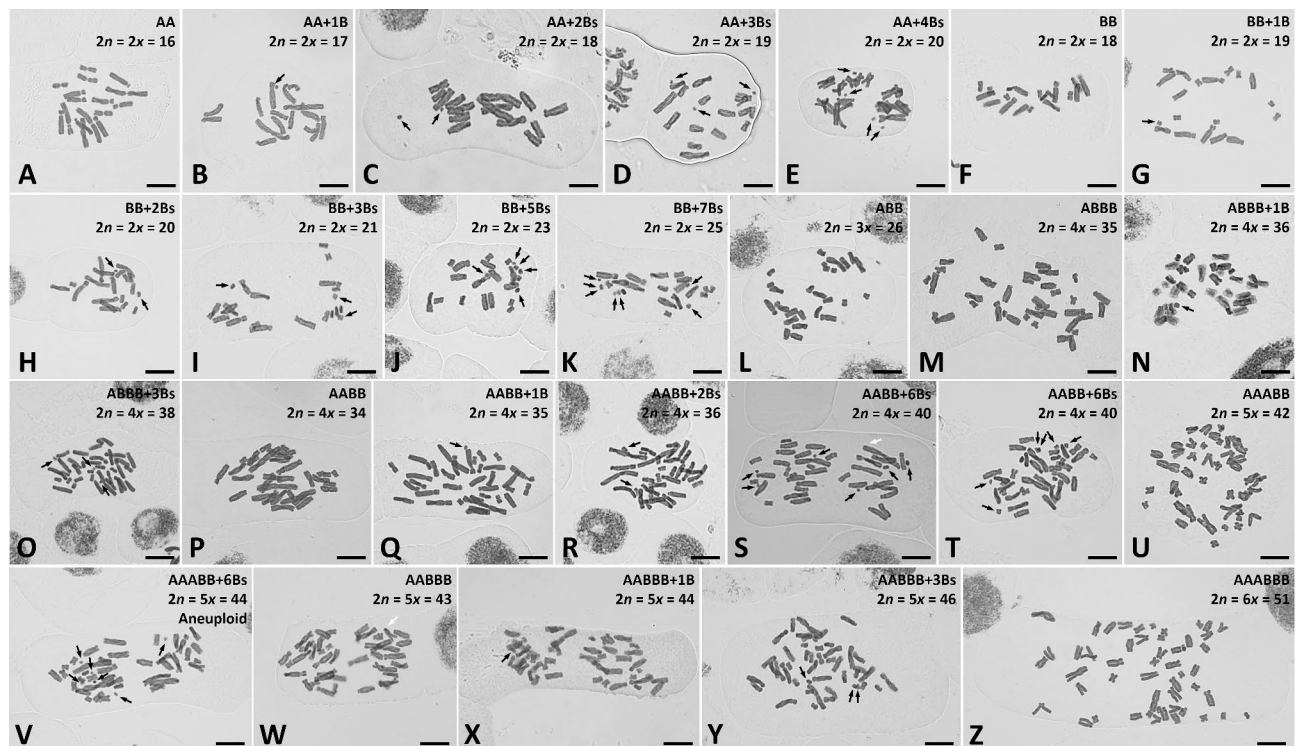 AA
2n = 2x = 16
A
AA+1B
2n = 2x = 17
B
AA+2Bs
2n = 2x = 18
C
AA+3Bs
2n = 2x = 19
D
AA+4Bs
2n = 2x = 20
E
BB
2n = 2x = 18
F
BB+1B
2n = 2x = 19
G
BB+2Bs
2n = 2x = 20
H
BB+3Bs
2n = 2x = 21
I
BB+5Bs
2n = 2x = 23
J
BB+7Bs
2n = 2x = 25
K
ABB
2n = 3x = 26
L
ABBB
2n = 4x = 35
M
ABBB+1B
2n = 4x = 36
N
ABBB+3Bs
2n = 4x = 38
O
AABB
2n = 4x = 34
P
AABB+1B
2n = 4x = 35
Q
AABB+2Bs
2n = 4x = 36
R
AABB+6Bs
2n = 4x = 40
S
AABB+6Bs
2n = 4x = 40
T
AAABB
2n = 5x = 42
U
AAABB+6Bs
2n = 5x = 44
Aneuploid
V
AABBB
2n = 5x = 43
W
AABBB+1B
2n = 5x = 44
X
AABBB+3Bs
2n = 5x = 46
Y
AAABBB
2n = 6x = 51
Z